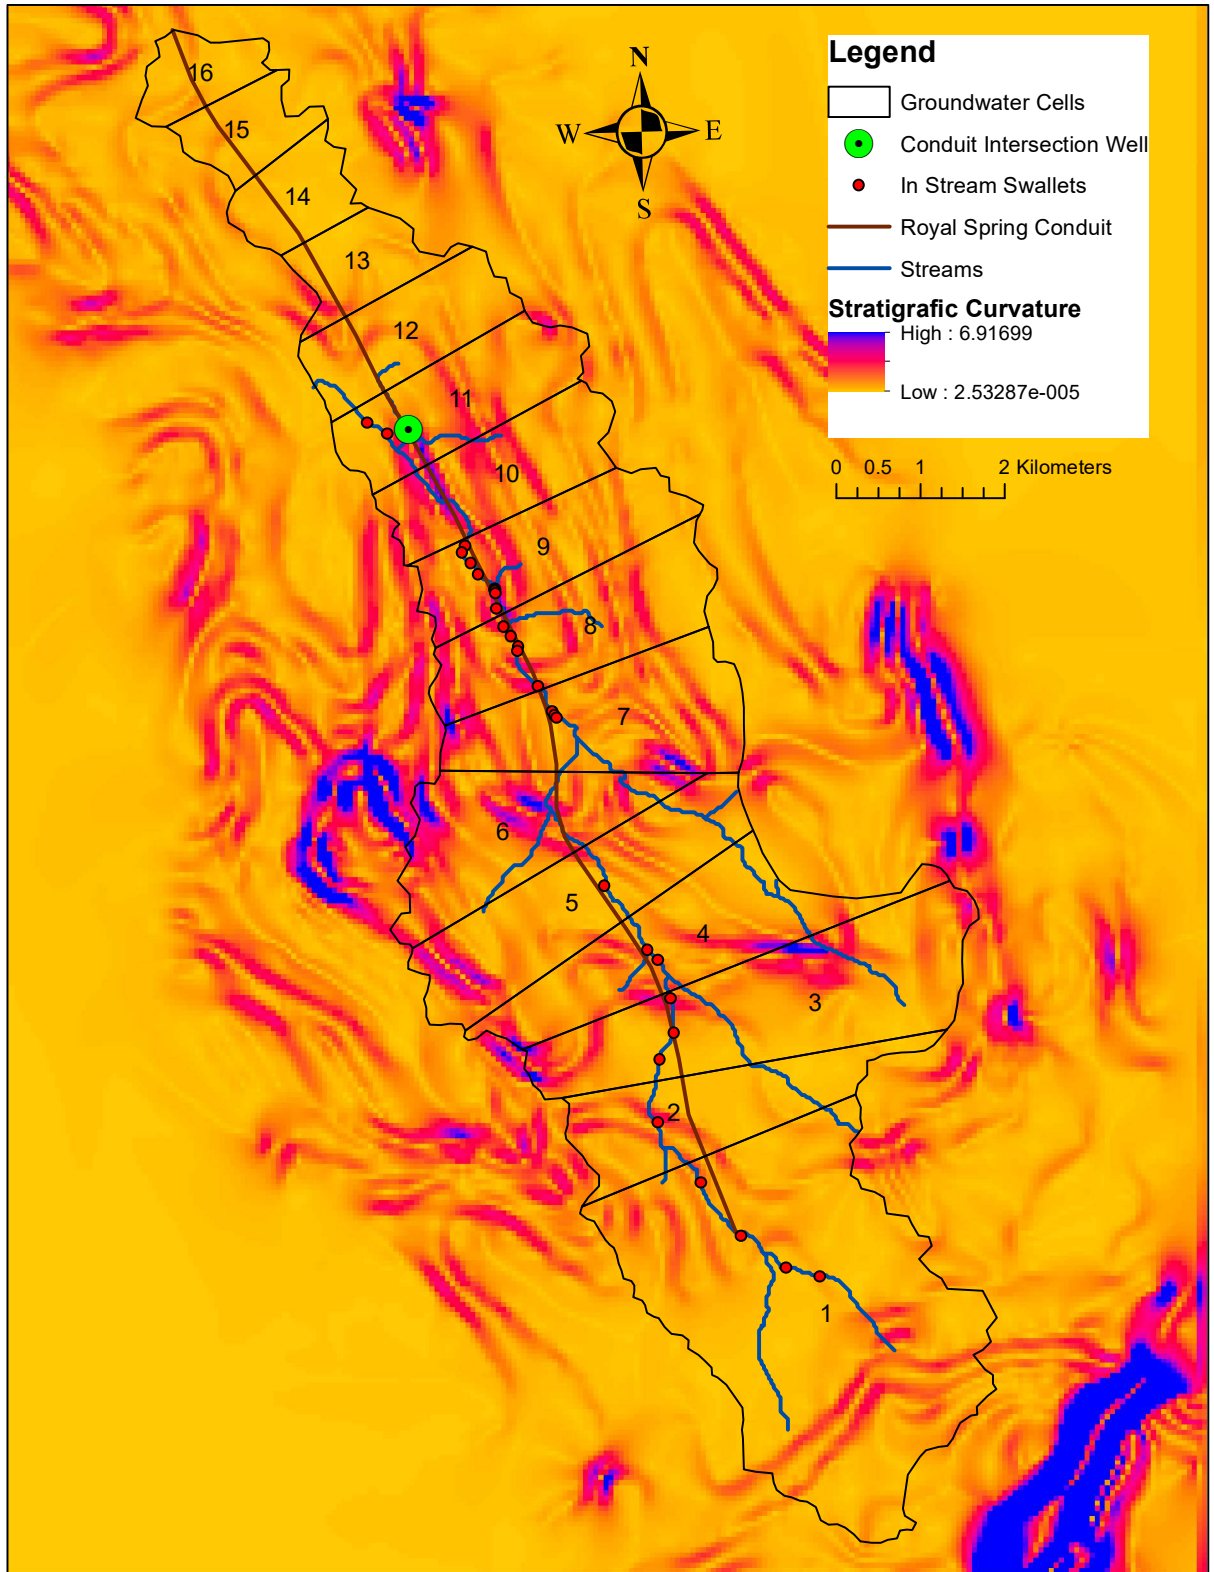 N
W E
S
Legend
Groundwater Cells
Conduit Intersection Well
In Stream Swallets
Royal Spring Conduit
Streams
Stratigrafic Curvature
High : 6.91699
Low : 2.53287e-005
0 0.5 1 2 Kilometers
16
15
14
13
12
11
10
9
8
7
6
5
4
3
2
1